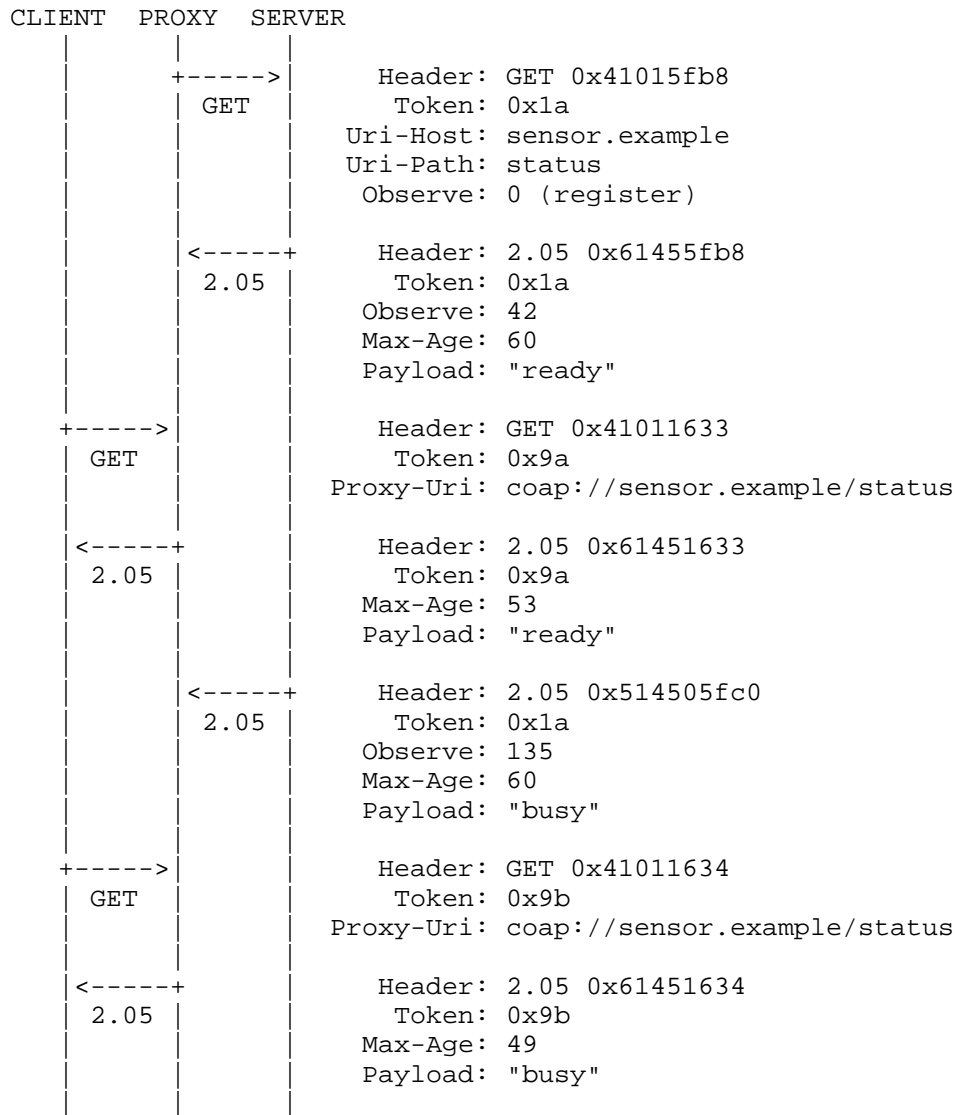 CLIENT PROXY SERVER
Header: GET 0x41015fb8
GET Token: 0x1a
Uri-Host: sensor.example
Uri-Path: status
Observe: 0 (register)
Header: 2.05 0x61455fb8
2.05 Token: 0x1a
Observe: 42
Max-Age: 60
Payload: "ready"
Header: GET 0x41011633
GET Token: 0x9a
Proxy-Uri: coap://sensor.example/status
Header: 2.05 0x61451633
2.05 Token: 0x9a
Max-Age: 53
Payload: "ready"
Header: 2.05 0x514505fc0
2.05 Token: 0x1a
Observe: 135
Max-Age: 60
Payload: "busy"
Header: GET 0x41011634
GET Token: 0x9b
Proxy-Uri: coap://sensor.example/status
Header: 2.05 0x61451634
2.05 Token: 0x9b
Max-Age: 49
Payload: "busy"